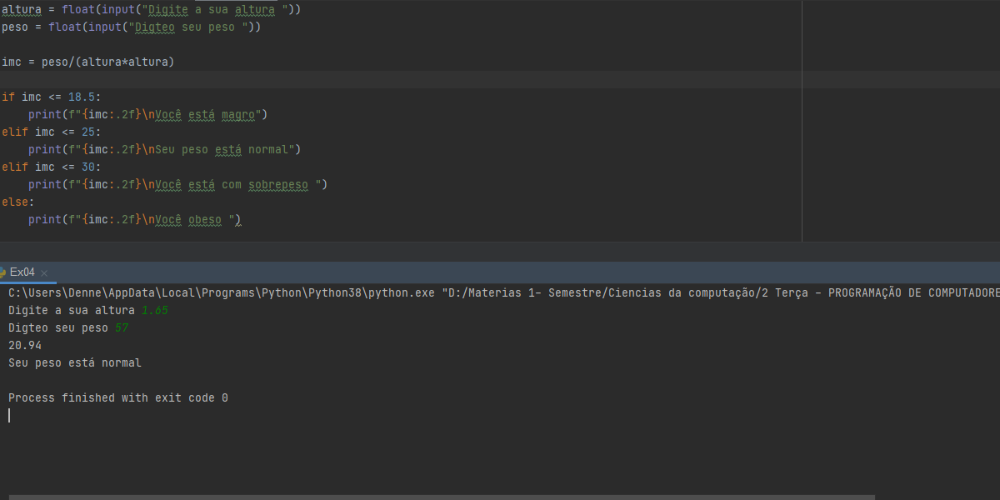 altura = float(input("Digite a sua altura "))
peso = float(input("Digteo seu peso "))
imc = peso/(altura*altura)
if imc <= 18.5:
    print(f"{imc:.2f}\nVocê está magro")
elif imc <= 25:
    print(f"{imc:.2f}\nSeu peso está normal")
elif imc <= 30:
    print(f"{imc:.2f}\nVocê está com sobrepeso ")
else:
    print(f"{imc:.2f}\nVocê obeso ")
Ex04
C:\Users\Denne\AppData\Local\Programs\Python\Python38\python.exe "D:/Materias 1- Semestre/Ciencias da computação/2 Terça - PROGRAMAÇÃO DE COMPUTADORE
Digite a sua altura 1.65
Digteo seu peso 57
20.94
Seu peso está normal
Process finished with exit code 0